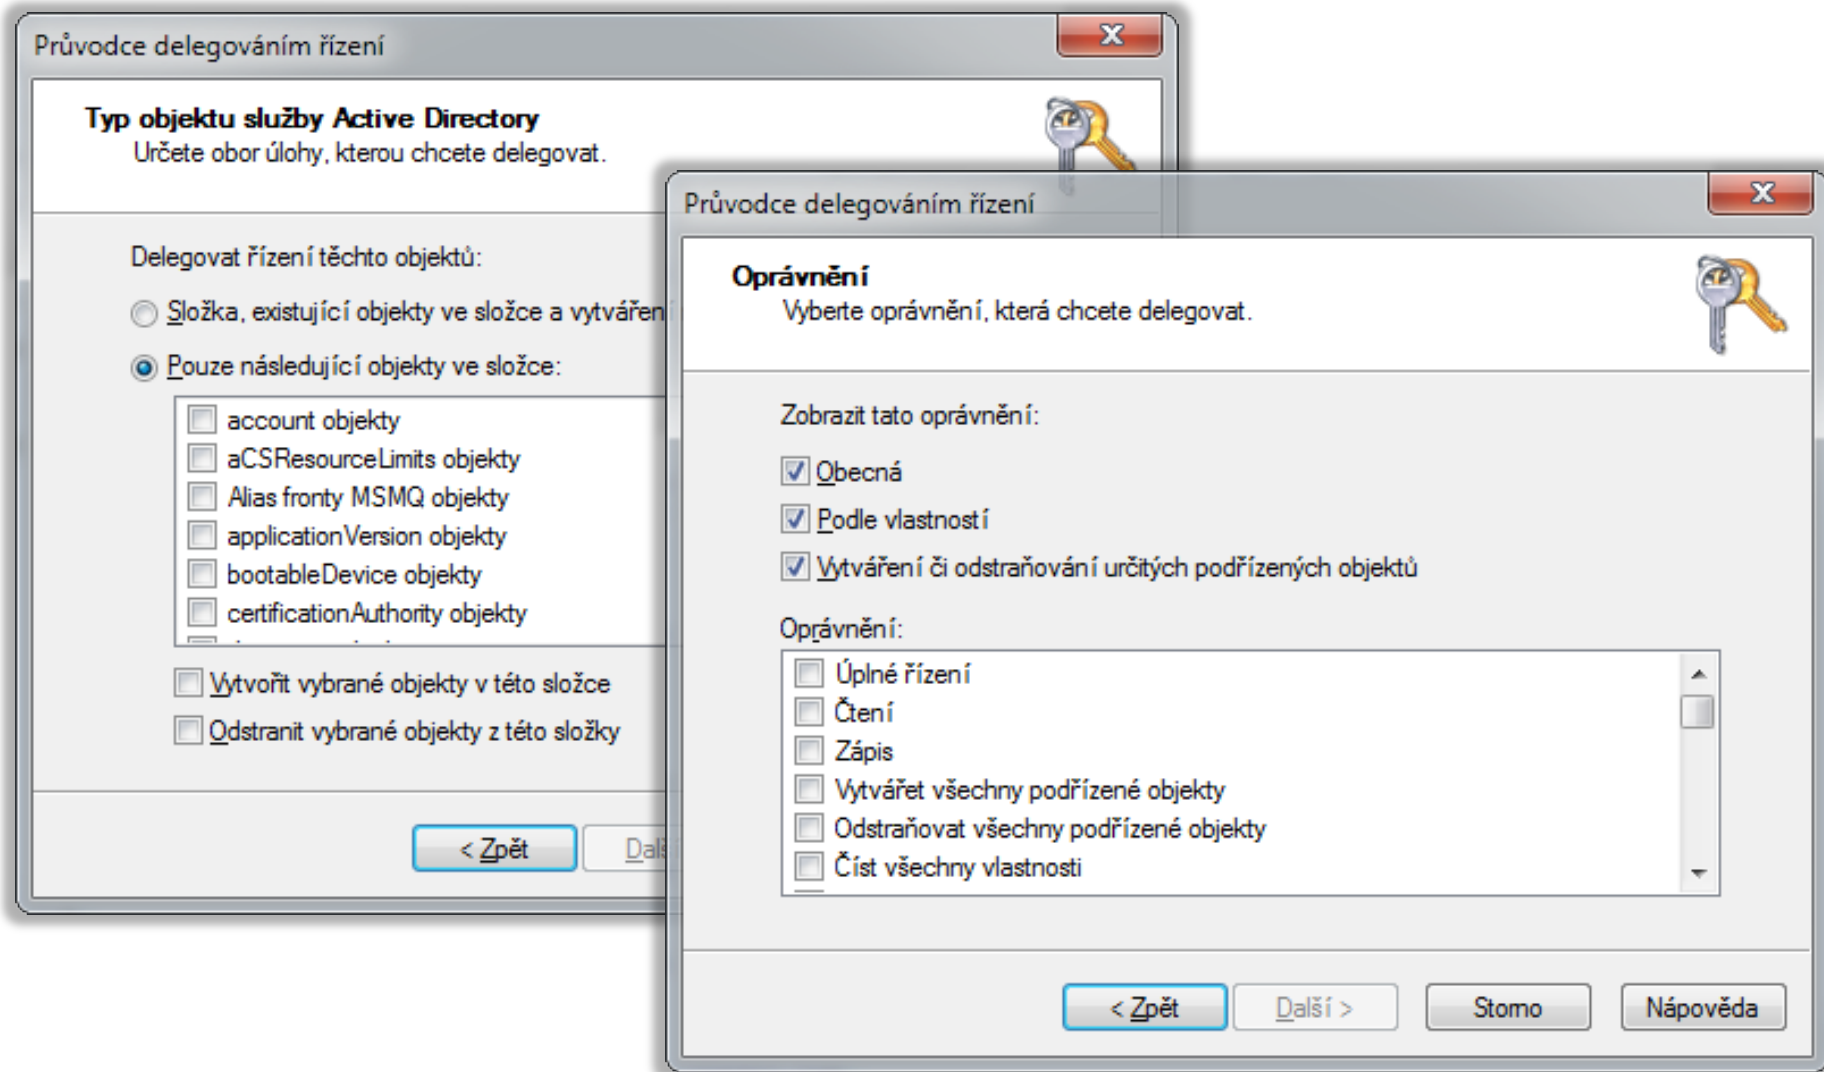 Průvodce delegováním řízení
Typ objektu služby Active Directory
Určete obor úlohy, kterou chcete delegovat.
Delegovat řízení těchto objektů:
Složka, existující objekty ve složce a vytváření
Pouze následující objekty ve složce:
account objekty
aCSResourceLimits objekty
Alias fronty MSMQ objekty
applicationVersion objekty
bootableDevice objekty
certificationAuthority objekty
Vytvořit vybrané objekty v této složce
Odstranit vybrané objekty z této složky
< Zpět
Průvodce delegováním řízení
Oprávnění
Vyberte oprávnění, která chcete delegovat.
Zobrazit tato oprávnění:
Obecná
Podle vlastností
Vytváření či odstraňování určitých podřízených objektů
Oprávnění:
Úplné řízení
Čtení
Zápis
Vytvářet všechny podřízené objekty
Odstraňovat všechny podřízené objekty
Číst všechny vlastnosti
< Zpět
Další >
Storno
Nápověda